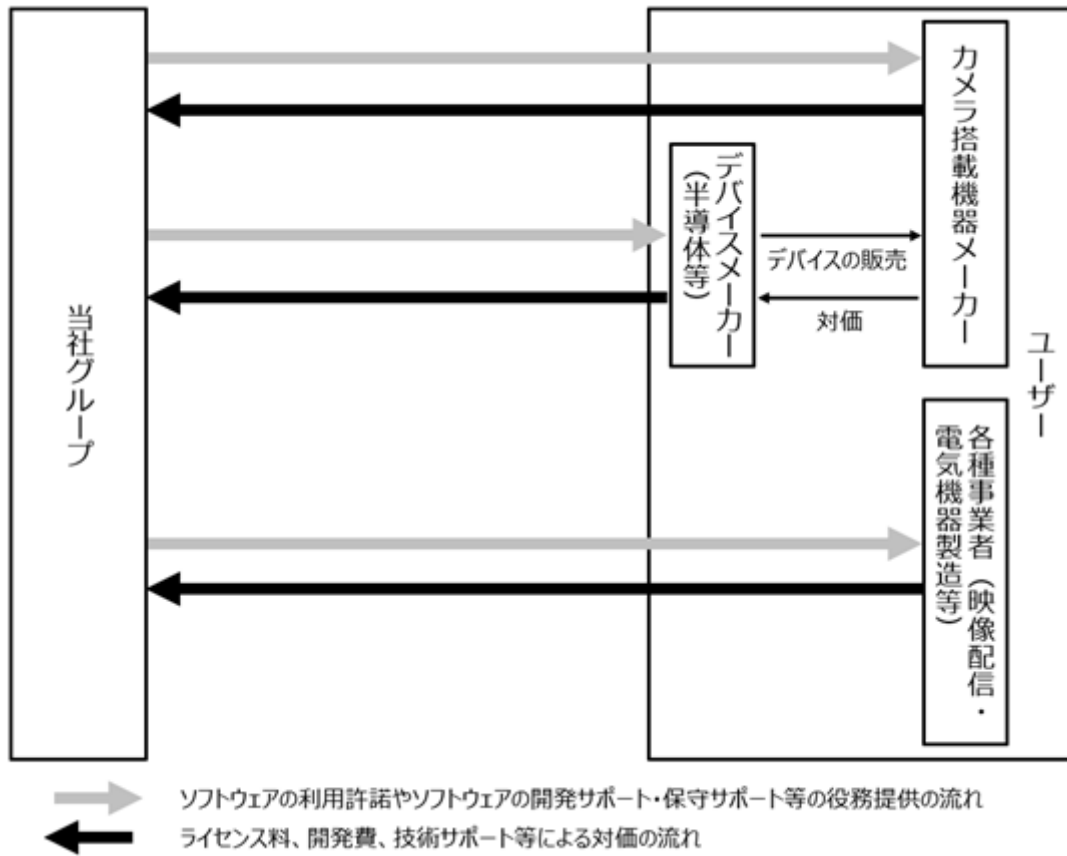 当社グループ
カメラ搭載機器メーカー
デバイスメーカー
(半導体等)
デバイスの販売
対価
ユーザー
各種事業者（映像配信・
電気機器製造等)
ソフトウェアの利用許諾やソフトウェアの開発サポート・保守サポート等の役務提供の流れ
ライセンス料、開発費、技術サポート等による対価の流れ